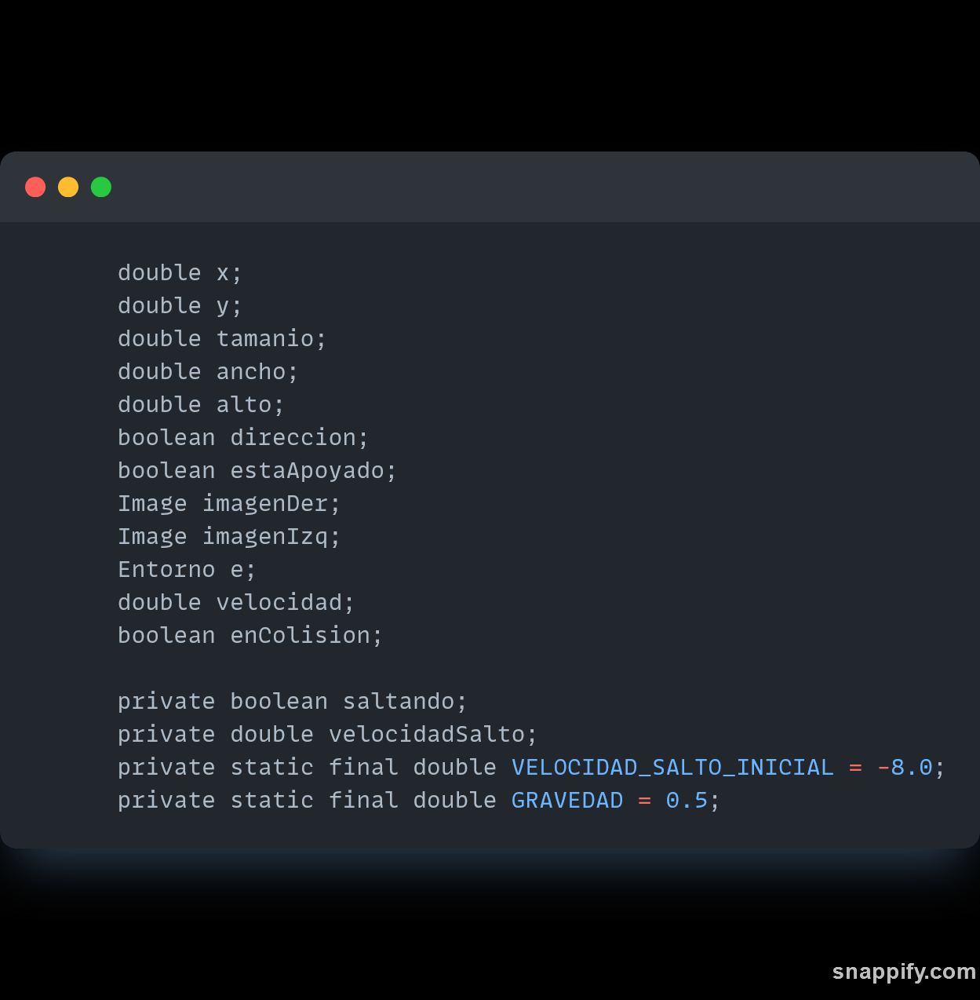 double x;
double y;
double tamanio;
double ancho;
double alto;
boolean direccion;
boolean estaApoyado;
Image imagenDer;
Image imagenIzq;
Entorno e;
double velocidad;
boolean enColision;
private boolean saltando;
private double velocidadSalto;
private static final double VELOCIDAD_SALTO_INICIAL = -8.0;
private static final double GRAVEDAD = 0.5;
snappify.com